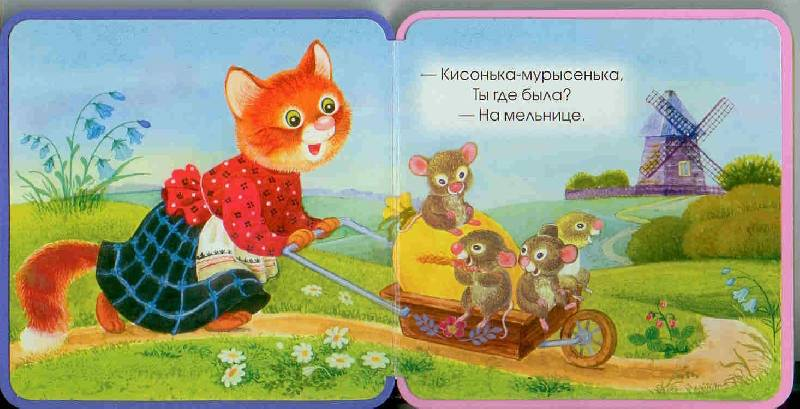 — Кисонька-мурысенька,
Ты где была?
— На мельнице.